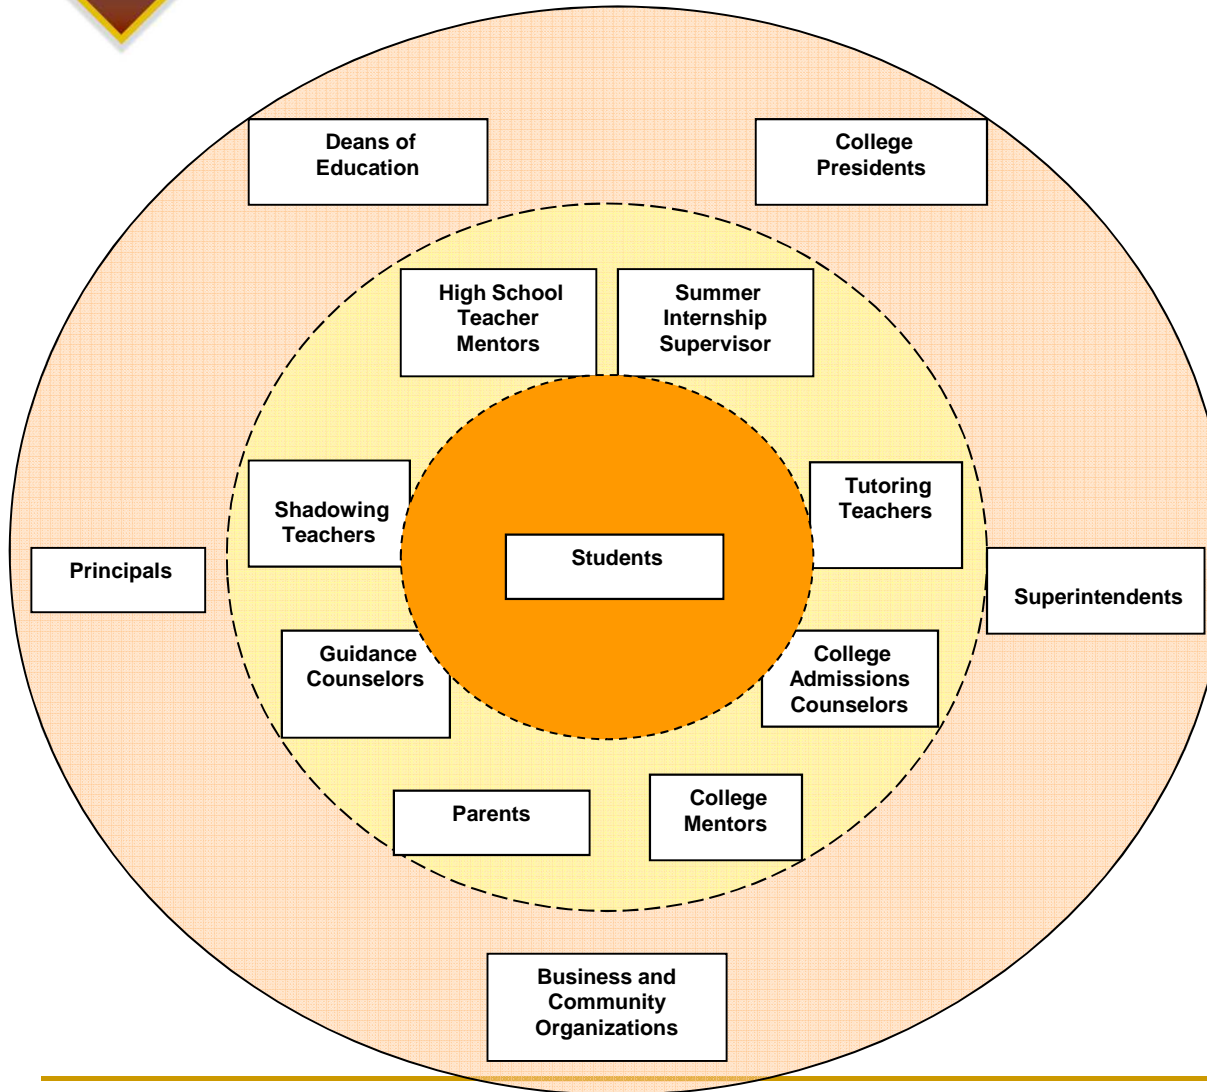 Deans of
Education
College
Presidents
High School
Teacher
Mentors
Summer
Internship
Supervisor
Shadowing
Teachers
Tutoring
Teachers
Students
Principals
Superintendents
Guidance
Counselors
College
Admissions
Counselors
Parents
College
Mentors
Business and
Community
Organizations